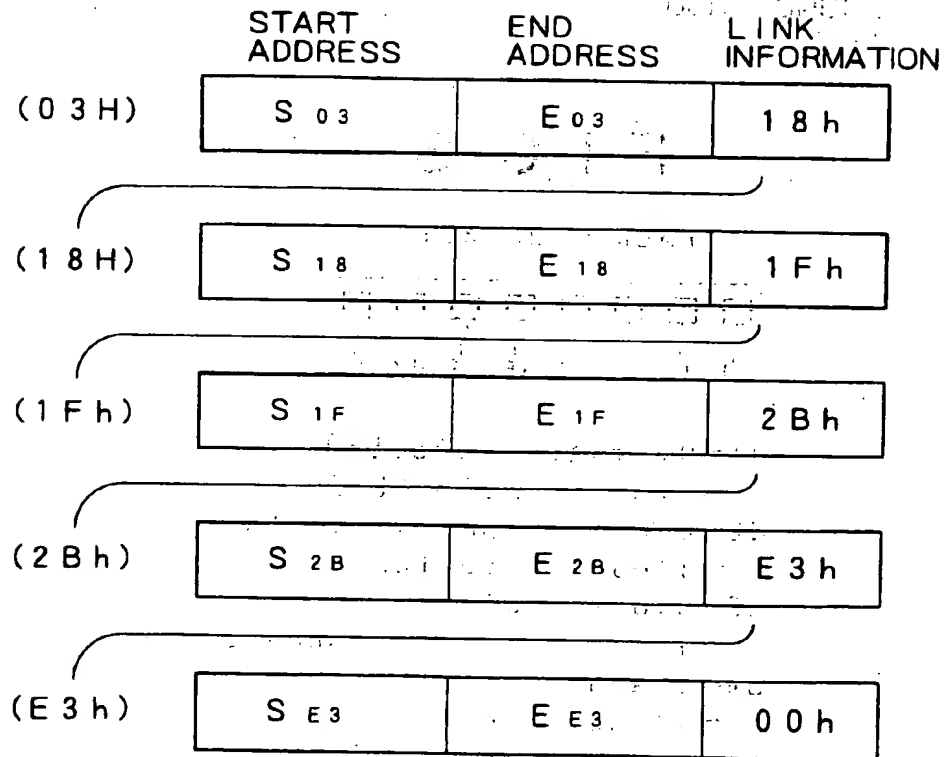 START ADDRESS END ADDRESS LINK INFORMATION
(03H) S 03 E 03 18h
(18H) S 18 E 18 1Fh
(1Fh) S 1F E 1F 2Bh
(2Bh) S 2B E 2B E3h
(E3h) S E3 E E3 00h